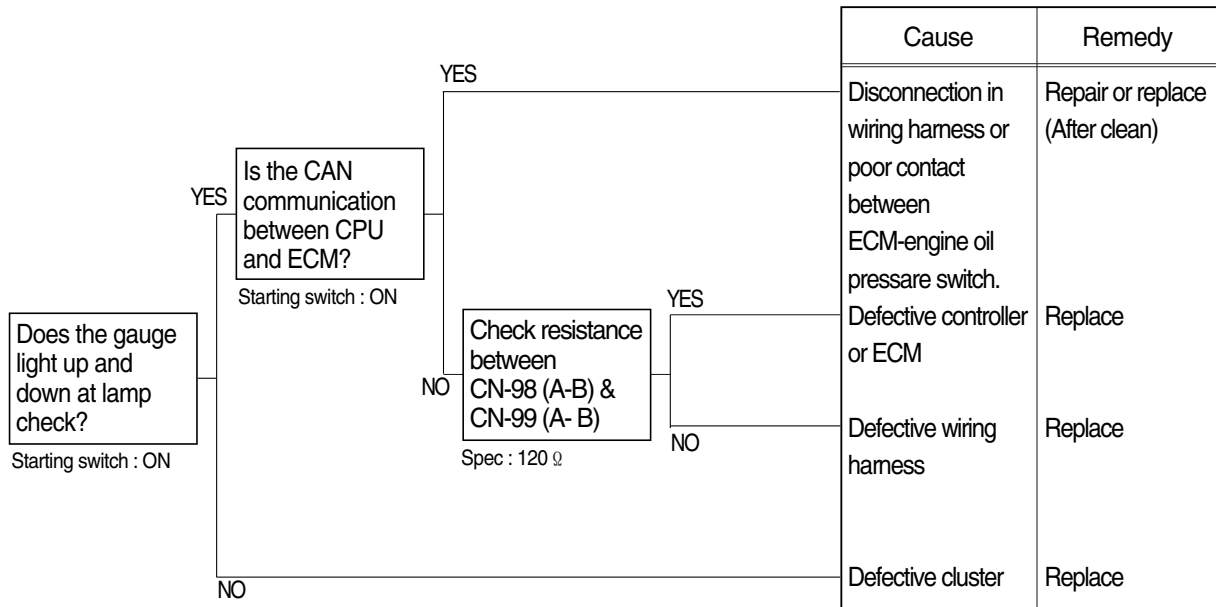 Cause
Remedy
YES
Disconnection in
wiring harness or
poor contact
between
ECM-engine oil
pressare switch.
Repair or replace
(After clean)
YES
Is the CAN
communication
between CPU
and ECM?
Starting switch : ON
YES
Does the gauge
light up and
down at lamp
check?
Starting switch : ON
NO
Check resistance
between
CN-98 (A-B) &
CN-99 (A- B)
Spec : 120 Ω
Defective controller
or ECM
Replace
NO
Defective wiring
harness
Replace
NO
Defective cluster
Replace